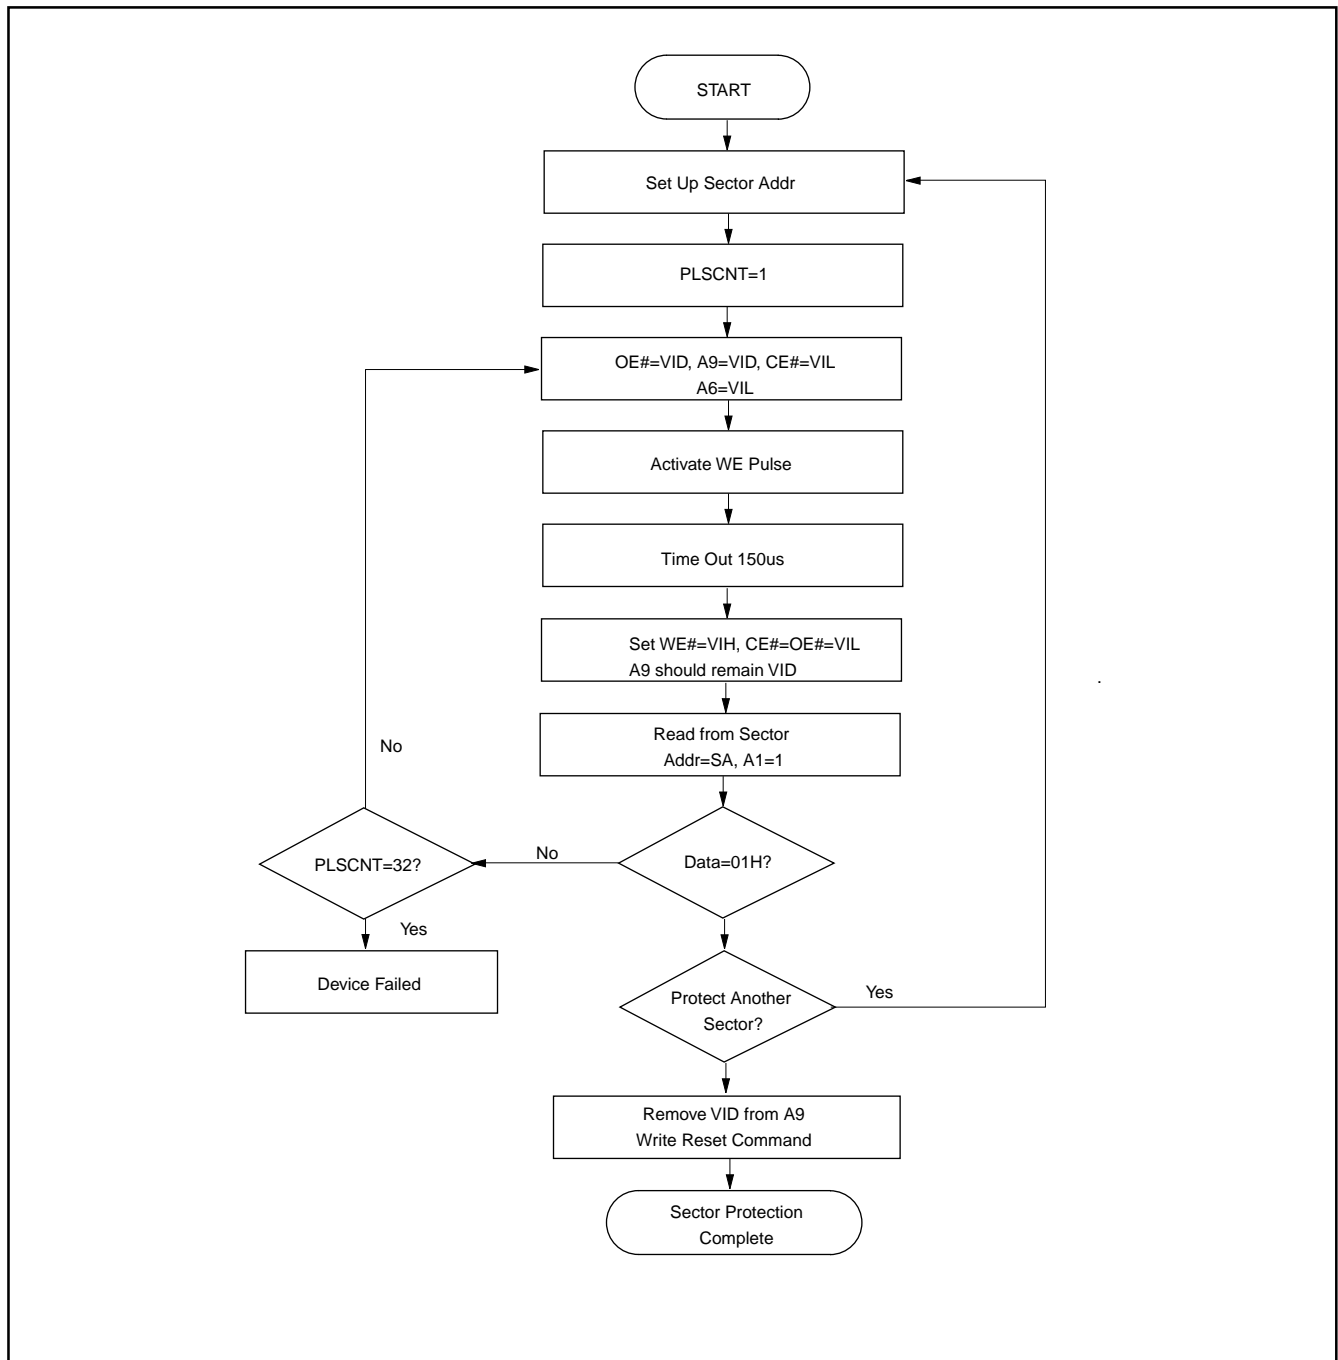 START
Set Up Sector Addr
PLSCNT=1
OE#=VID, A9=VID, CE#=VIL
A6=VIL
Activate WE Pulse
Time Out 150us
Set WE#=VIH, CE#=OE#=VIL
A9 should remain VID
.
Read from Sector
Addr=SA, A1=1
No
PLSCNT=32?
No
Data=01H?
Yes
Device Failed
Protect Another
Sector?
Yes
Remove VID from A9
Write Reset Command
Sector Protection
Complete